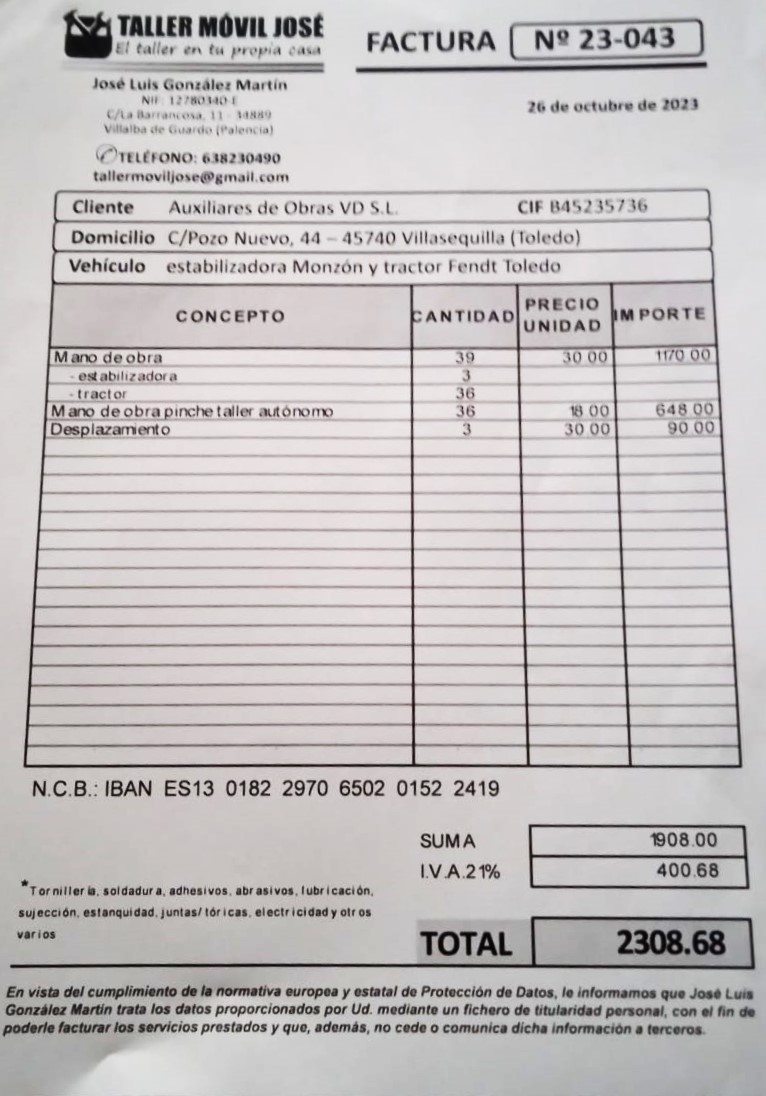 TALLER MÓVIL JOSÉ
El taller en tu propia casa
FACTURA Nº 23-043
José Luis González Martín
NIF: 12780340-E
C/La Barrancosa, 11 - 34889
Villalba de Guardo (Palencia)
26 de octubre de 2023
TELÉFONO: 638230490
tallermoviljose@gmail.com
Cliente Auxiliares de Obras VD S.L. CIF B45235736
Domicilio C/Pozo Nuevo, 44 – 45740 Villasequilla (Toledo)
Vehículo estabilizadora Monzón y tractor Fendt Toledo
CONCEPTO CANTIDAD PRECIO UNIDAD IMPORTE
Mano de obra 39 30.00 1170.00
- estabilizadora 3
- tractor 36
Mano de obra pinche taller autónomo 36 18.00 648.00
Desplazamiento 3 30.00 90.00
N.C.B.: IBAN ES13 0182 2970 6502 0152 2419
SUMA 1908.00
I.V.A.21% 400.68
*Tornillería, soldadura, adhesivos, abrasivos, lubricación,
sujección, estanquidad, juntas/tóricas, electricidad y otros
varios
TOTAL 2308.68
En vista del cumplimiento de la normativa europea y estatal de Protección de Datos, le informamos que José Luis
González Martín trata los datos proporcionados por Ud. mediante un fichero de titularidad personal, con el fin de
poderle facturar los servicios prestados y que, además, no cede o comunica dicha información a terceros.